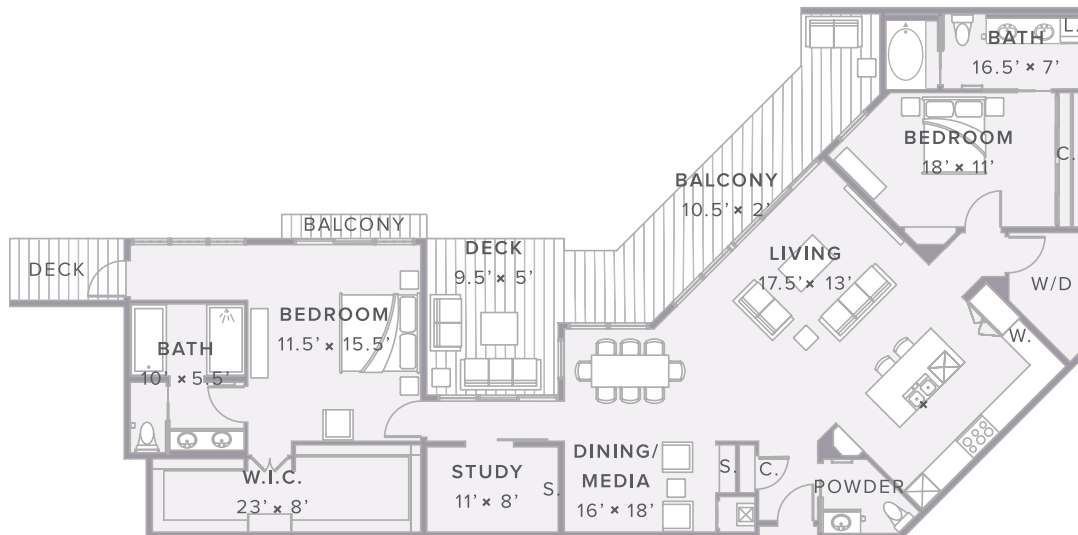 L.
BATH
16.5’ × 7’
BEDROOM
18’ × 11’
C.
BALCONY
10.5’ × 2’
BALCONY
DECK
DECK
9.5’ × 5’
LIVING
17.5’ × 13’
W/D
BEDROOM
11.5’ × 15.5’
BATH
10’ × 5.5’
W.
×
DINING/
MEDIA
16’ × 18’
STUDY
11’ × 8’
S.
S.
C.
W.I.C.
23’ × 8’
POWDER